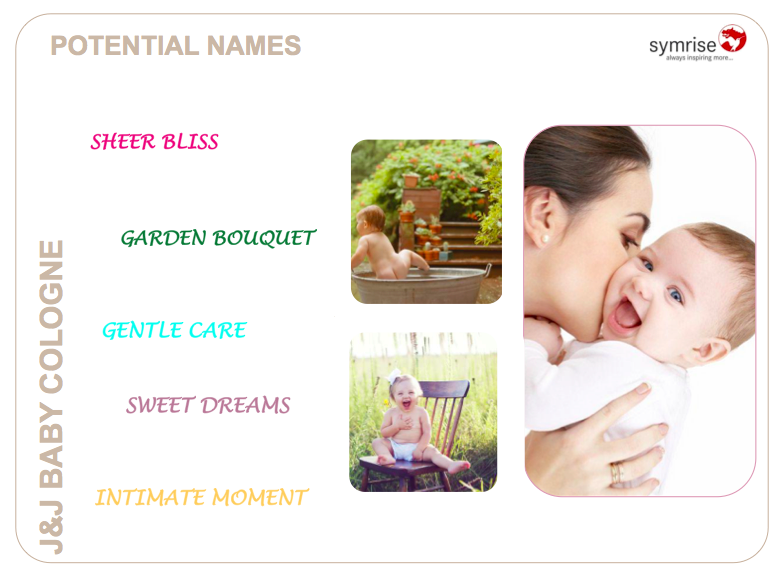 POTENTIAL NAMES
symrise
always inspiring more...
SHEER BLISS
GARDEN BOUQUET
GENTLE CARE
SWEET DREAMS
INTIMATE MOMENT
J&J BABY COLOGNE